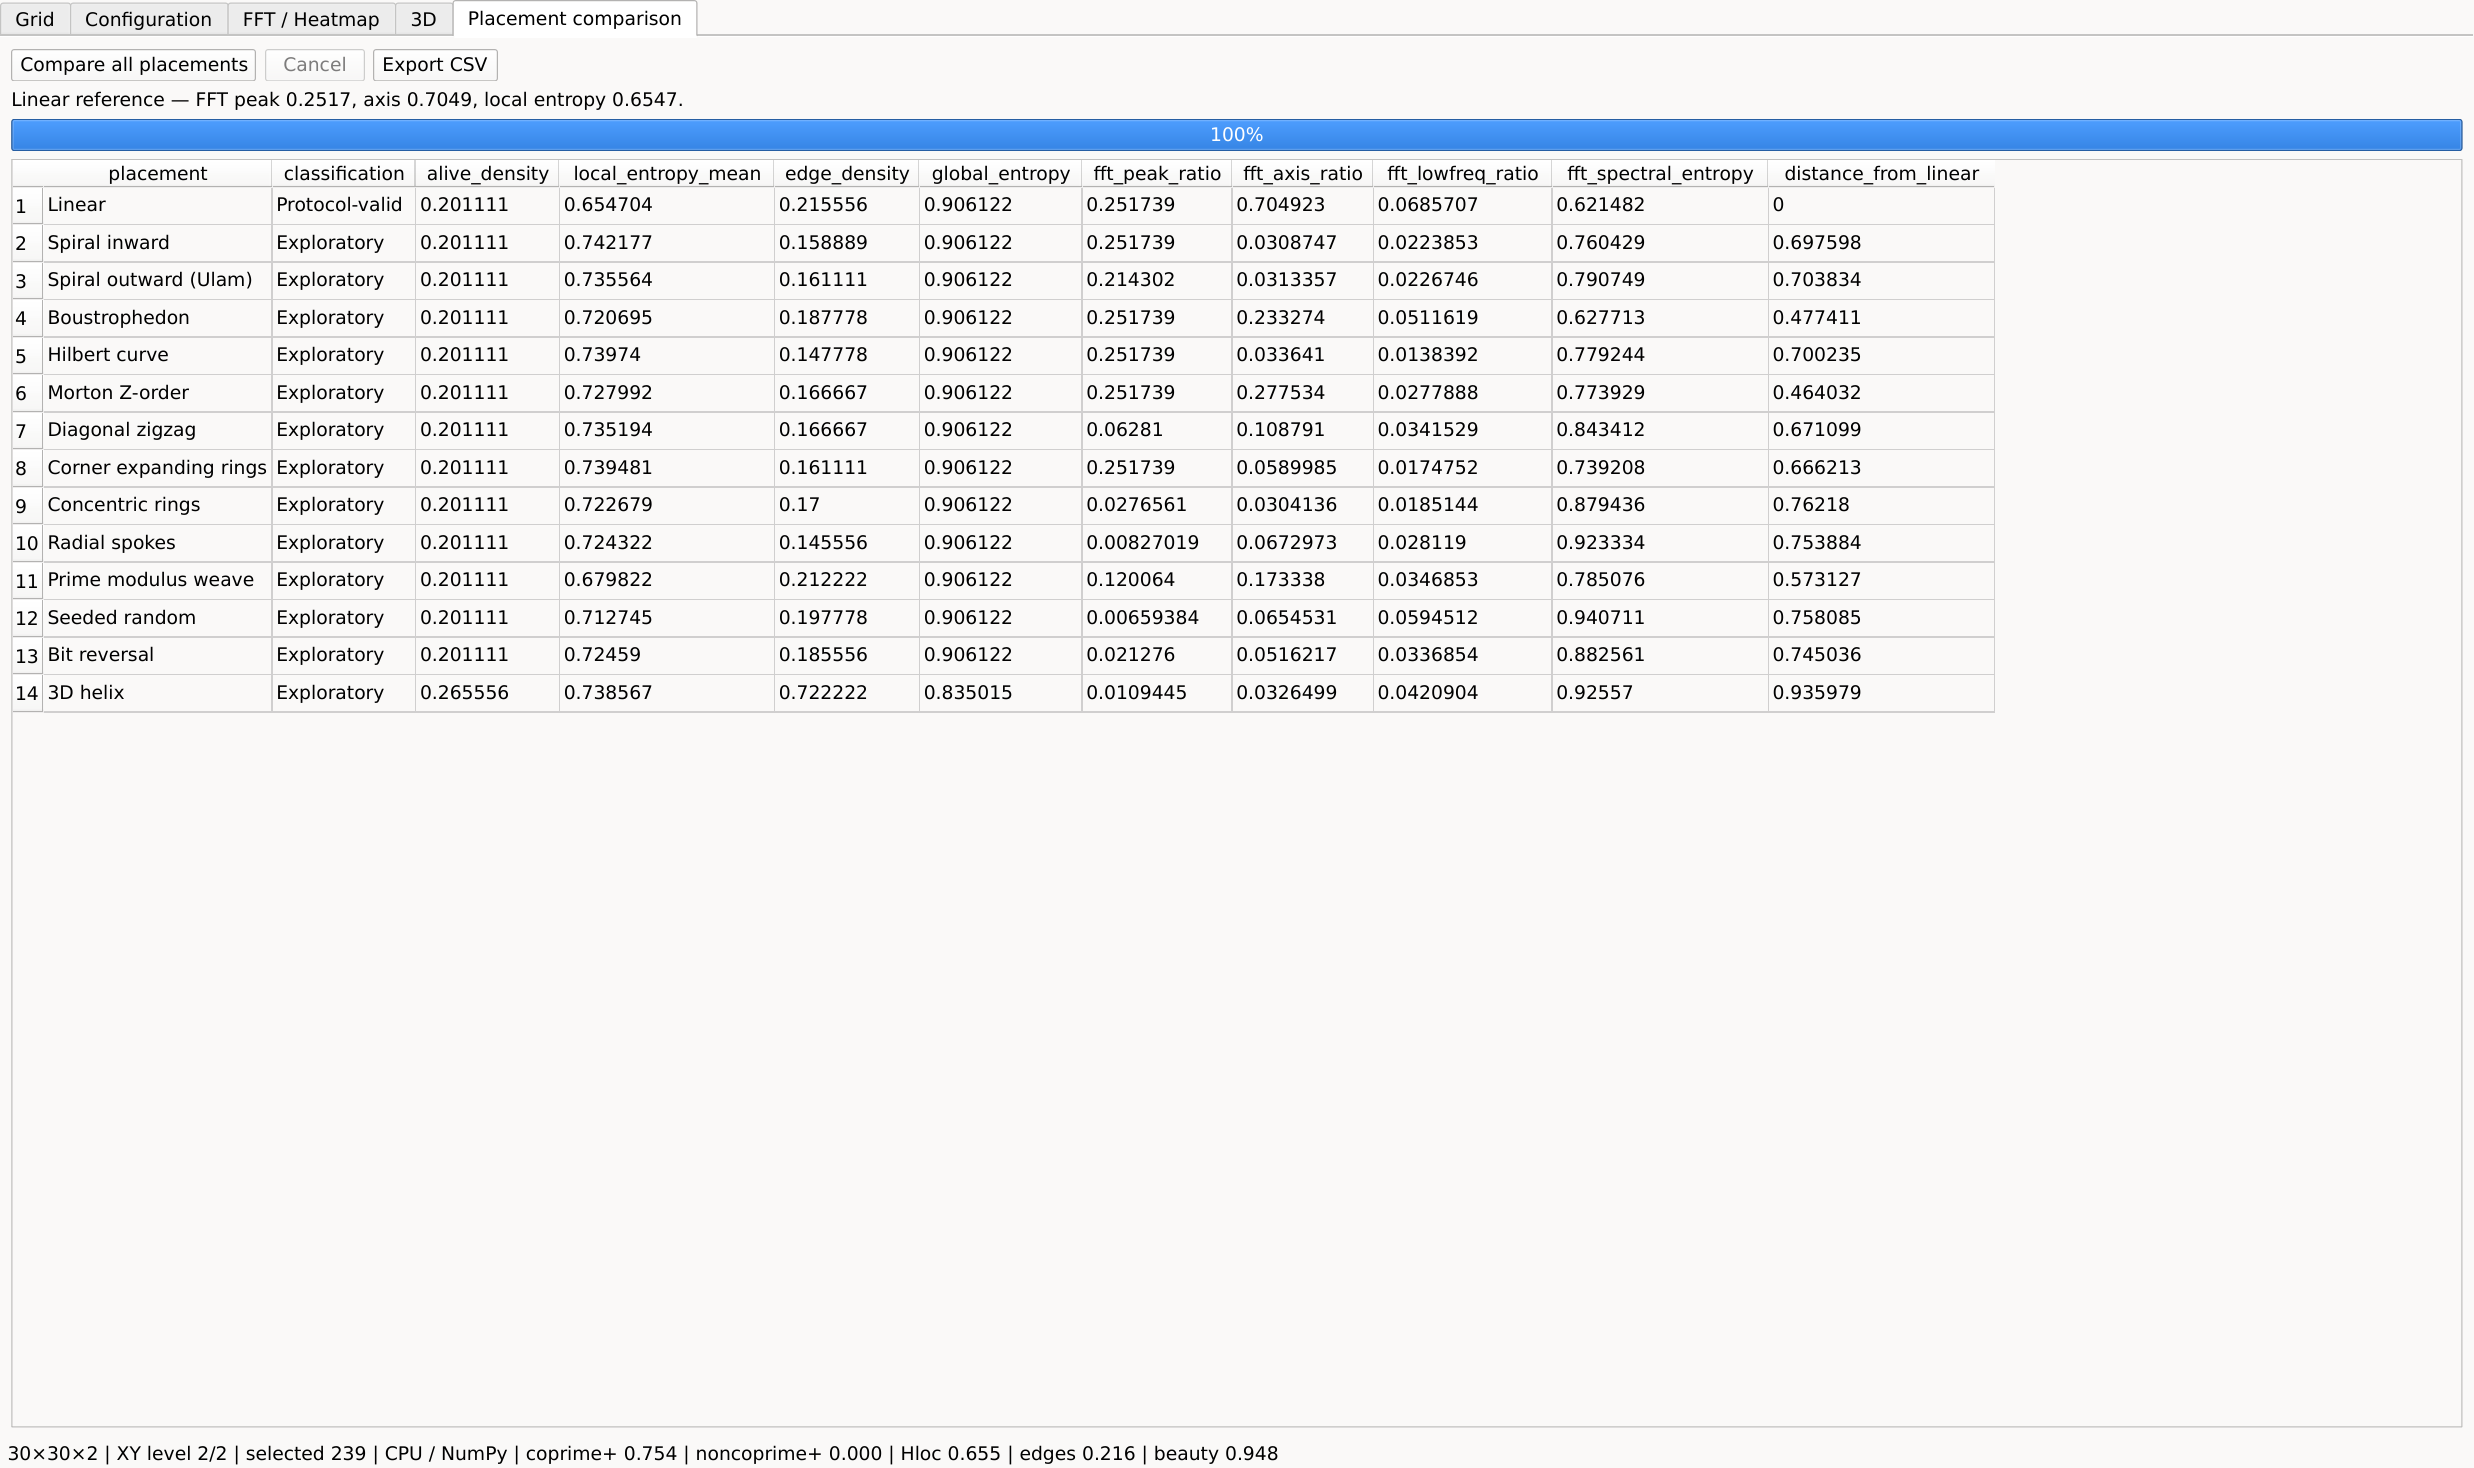 Grid Configuration FFT / Heatmap 3D Placement comparison
Compare all placements Cancel Export CSV
Linear reference — FFT peak 0.2517, axis 0.7049, local entropy 0.6547.
100%
placement classification alive_density local_entropy_mean edge_density global_entropy fft_peak_ratio fft_axis_ratio fft_lowfreq_ratio fft_spectral_entropy distance_from_linear
1 Linear Protocol-valid 0.201111 0.654704 0.215556 0.906122 0.251739 0.704923 0.0685707 0.621482 0
2 Spiral inward Exploratory 0.201111 0.742177 0.158889 0.906122 0.251739 0.0308747 0.0223853 0.760429 0.697598
3 Spiral outward (Ulam) Exploratory 0.201111 0.735564 0.161111 0.906122 0.214302 0.0313357 0.0226746 0.790749 0.703834
4 Boustrophedon Exploratory 0.201111 0.720695 0.187778 0.906122 0.251739 0.233274 0.0511619 0.627713 0.477411
5 Hilbert curve Exploratory 0.201111 0.73974 0.147778 0.906122 0.251739 0.033641 0.0138392 0.779244 0.700235
6 Morton Z-order Exploratory 0.201111 0.727992 0.166667 0.906122 0.251739 0.277534 0.0277888 0.773929 0.464032
7 Diagonal zigzag Exploratory 0.201111 0.735194 0.166667 0.906122 0.06281 0.108791 0.0341529 0.843412 0.671099
8 Corner expanding rings Exploratory 0.201111 0.739481 0.161111 0.906122 0.251739 0.0589985 0.0174752 0.739208 0.666213
9 Concentric rings Exploratory 0.201111 0.722679 0.17 0.906122 0.0276561 0.0304136 0.0185144 0.879436 0.76218
10 Radial spokes Exploratory 0.201111 0.724322 0.145556 0.906122 0.00827019 0.0672973 0.028119 0.923334 0.753884
11 Prime modulus weave Exploratory 0.201111 0.679822 0.212222 0.906122 0.120064 0.173338 0.0346853 0.785076 0.573127
12 Seeded random Exploratory 0.201111 0.712745 0.197778 0.906122 0.00659384 0.0654531 0.0594512 0.940711 0.758085
13 Bit reversal Exploratory 0.201111 0.72459 0.185556 0.906122 0.021276 0.0516217 0.0336854 0.882561 0.745036
14 3D helix Exploratory 0.265556 0.738567 0.722222 0.835015 0.0109445 0.0326499 0.0420904 0.92557 0.935979
30×30×2 | XY level 2/2 | selected 239 | CPU / NumPy | coprime+ 0.754 | noncoprime+ 0.000 | Hloc 0.655 | edges 0.216 | beauty 0.948